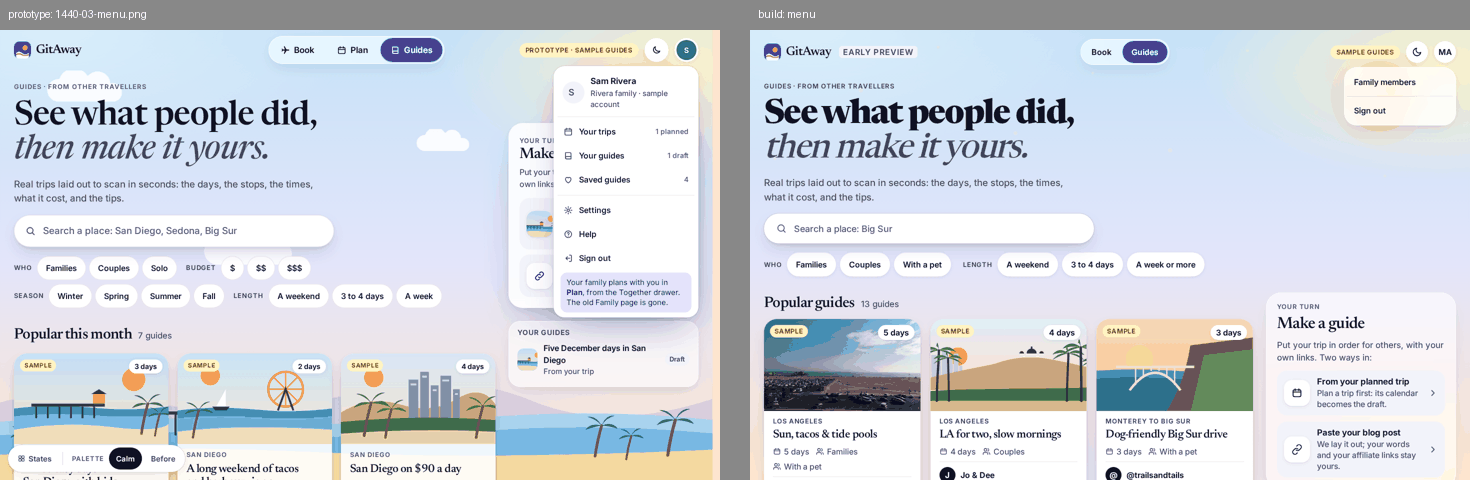 prototype: 1440-03-menu.png
GitAway
Book
Plan
Guides
PROTOTYPE · SAMPLE GUIDES
S
GUIDES · FROM OTHER TRAVELLERS
See what people did,
then make it yours.
Real trips laid out to scan in seconds: the days, the stops, the times,
what it cost, and the tips.
Search a place: San Diego, Sedona, Big Sur
WHO Families Couples Solo BUDGET $ $$ $$$
SEASON Winter Spring Summer Fall LENGTH A weekend 3 to 4 days A week
Popular this month 7 guides
SAMPLE 3 days
SAMPLE 2 days
SAMPLE 4 days
SAN DIEGO
A long weekend of tacos
SAN DIEGO
San Diego on $90 a day
States PALETTE Calm Before
S
Sam Rivera
Rivera family · sample
account
Your trips 1 planned
Your guides 1 draft
Saved guides 4
Settings
Help
Sign out
Your family plans with you in
Plan, from the Together drawer.
The old Family page is gone.
Make
Put your
own links
YOUR GUIDES
Five December days in San
Diego
From your trip
Draft
build: menu
GitAway EARLY PREVIEW
Book
Guides
SAMPLE GUIDES
MA
Family members
Sign out
GUIDES · FROM OTHER TRAVELLERS
See what people did,
then make it yours.
Real trips laid out to scan in seconds: the days, the stops, the times,
what it cost, and the tips.
Search a place: Big Sur
WHO Families Couples With a pet LENGTH A weekend 3 to 4 days A week or more
Popular guides 13 guides
SAMPLE 5 days
LOS ANGELES
Sun, tacos & tide pools
5 days Families
With a pet
SAMPLE 4 days
LOS ANGELES
LA for two, slow mornings
4 days Couples
J Jo & Dee
SAMPLE 3 days
MONTEREY TO BIG SUR
Dog-friendly Big Sur drive
3 days With a pet
@ @trailsandtails
YOUR TURN
Make a guide
Put your trip in order for others, with your
own links. Two ways in:
From your planned trip
Plan a trip first: its calendar
becomes the draft.
Paste your blog post
We lay it out; your words
and your affiliate links stay
yours.